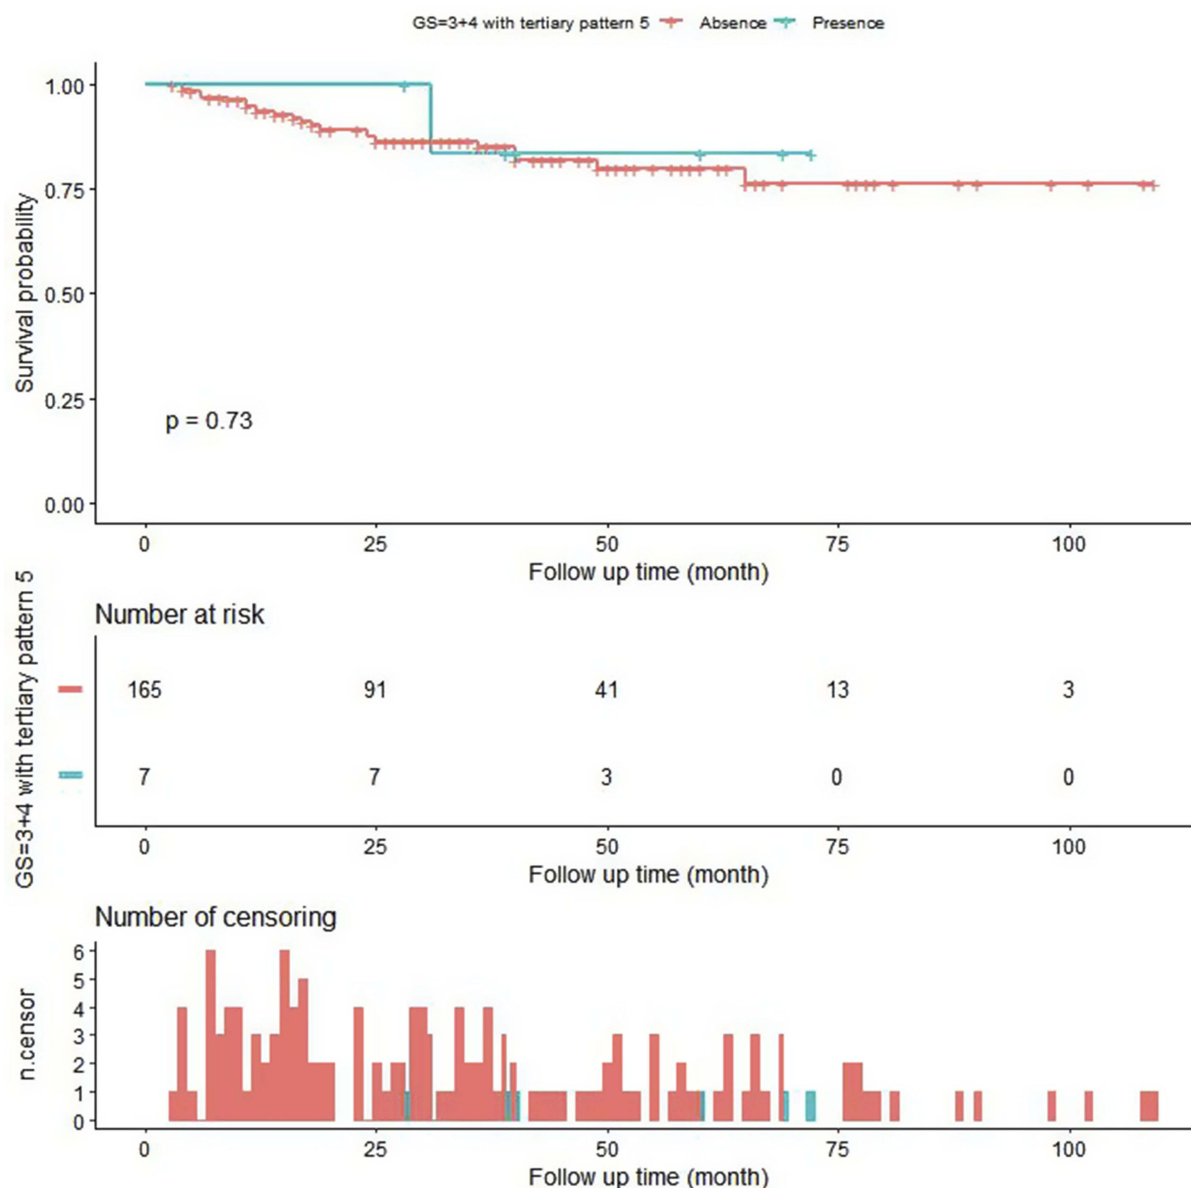 GS=3+4 with tertiary pattern 5 Absence Presence
Survival probability
1.00
0.75
0.50
0.25
0.00
p = 0.73
0 25 50 75 100
Follow up time (month)
GS=3+4 with tertiary pattern 5
Number at risk
165 91 41 13 3
7 7 3 0 0
0 25 50 75 100
Follow up time (month)
Number of censoring
n.censor
6
5
4
3
2
1
0
0 25 50 75 100
Follow up time (month)